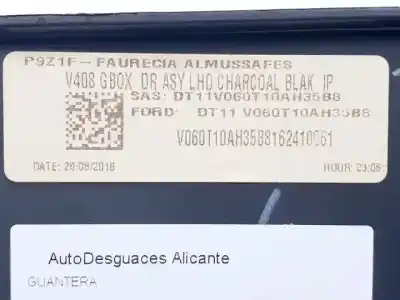 P9Z1F- FAURECIA ALMUSSAFES
V408 GBOX DR ASY LHD CHARCOAL BLAK IP
SAS: DT11V060T10AH35B8
FORD: DT11 V060T10AH35B8
V060T10AH35B8162410061
DATE: 29/08/2016
HOUR: 23:06
AutoDesguaces Alicante
GUANTERA